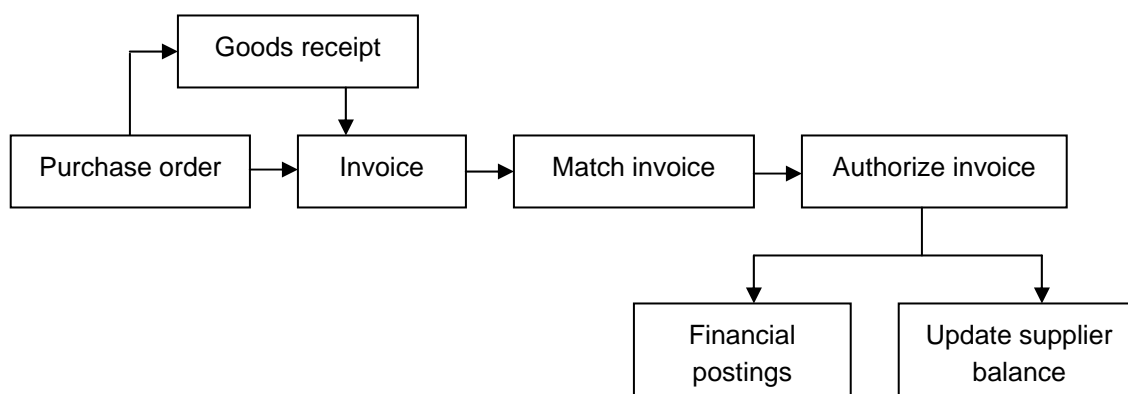 Goods receipt
Purchase order
Invoice
Match invoice
Authorize invoice
Financial
postings
Update supplier
balance